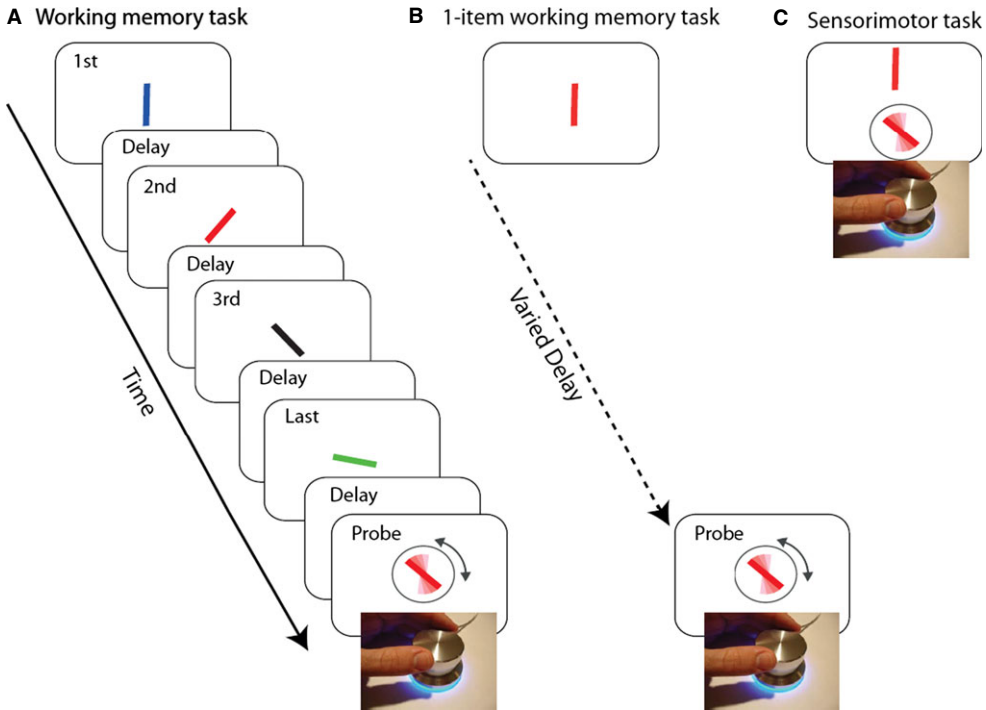 A Working memory task
1st
Delay
2nd
Delay
3rd
Delay
Last
Delay
Probe
Time
B 1-item working memory task
Varied Delay
Probe
C Sensorimotor task